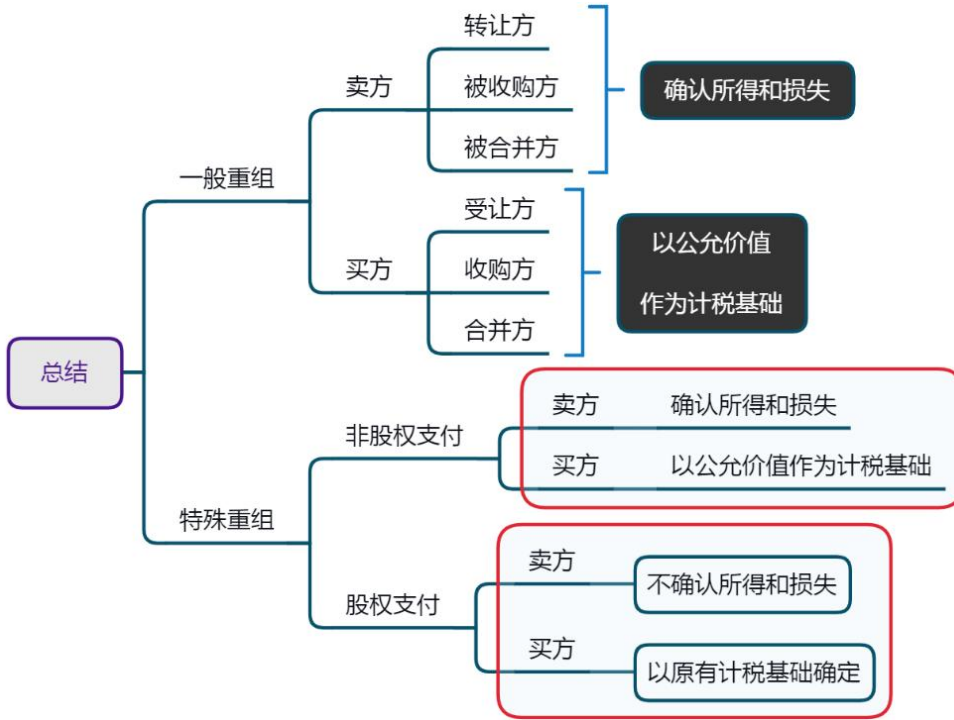 总结
一般重组
卖方
转让方
被收购方
被合并方
确认所得和损失
买方
受让方
收购方
合并方
以公允价值
作为计税基础
特殊重组
非股权支付
卖方 确认所得和损失
买方 以公允价值作为计税基础
股权支付
卖方 不确认所得和损失
买方 以原有计税基础确定